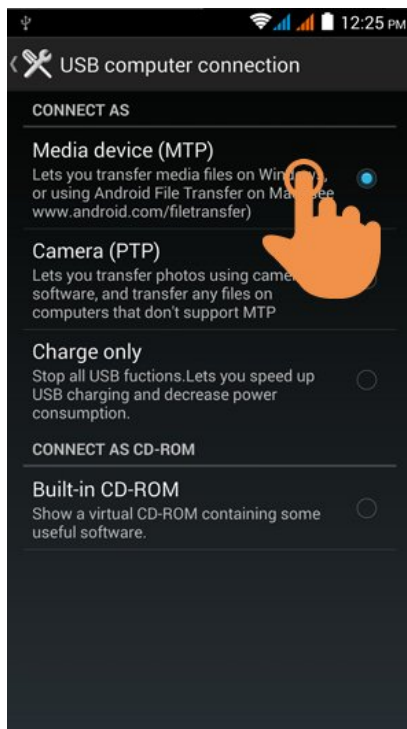 12:25 PM
USB computer connection
CONNECT AS
Media device (MTP)
Lets you transfer media files on
or using Android File Transfer on
www.android.com/filetransfer)
Camera (PTP)
Lets you transfer photos using
software, and transfer any files on
computers that don't support MTP
Charge only
Stop all USB fuctions.Lets you speed up
USB charging and decrease power
consumption.
CONNECT AS CD-ROM
Built-in CD-ROM
Show a virtual CD-ROM containing some
useful software.